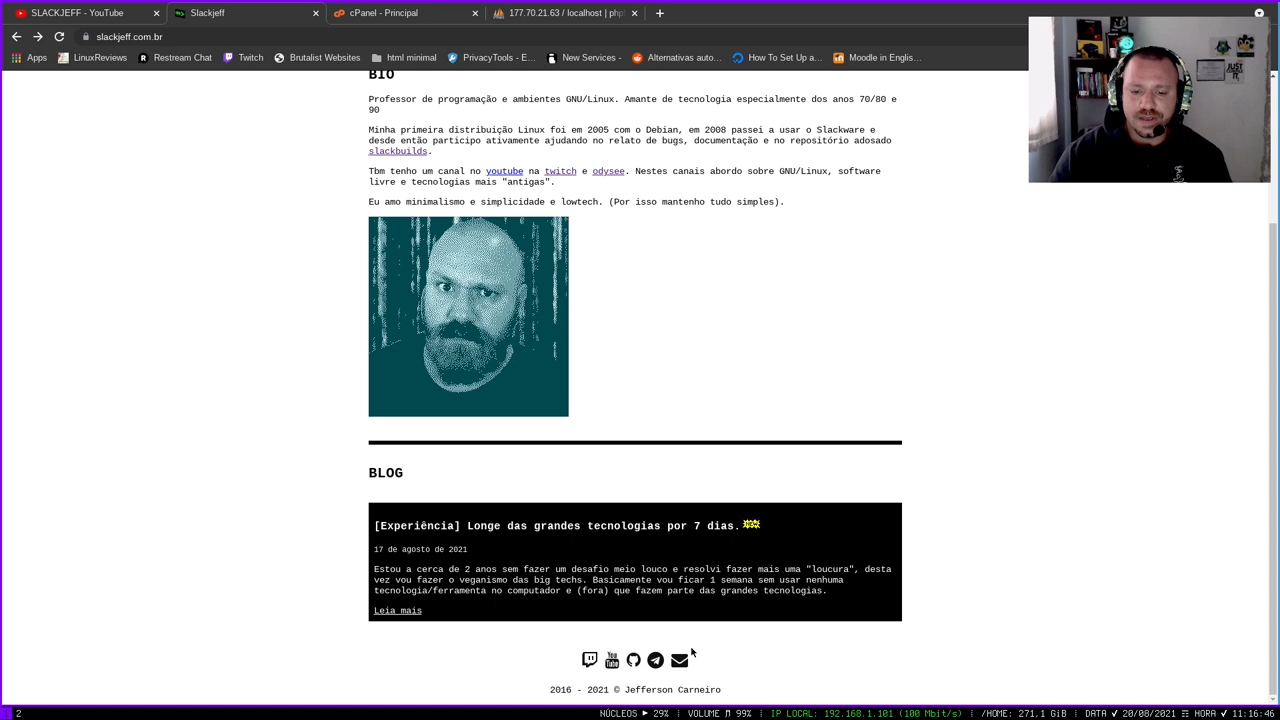 SLACKJEFF - YouTube
Slackjeff
cPanel - Principal
177.70.21.63 / localhost | php
slackjeff.com.br
Apps
LinuxReviews
Restream Chat
Twitch
Brutalist Websites
html minimal
PrivacyTools - E…
New Services -
Alternativas auto…
How To Set Up a…
Moodle in Englis…
BIO
Professor de programação e ambientes GNU/Linux. Amante de tecnologia especialmente dos anos 70/80 e
90
Minha primeira distribuição Linux foi em 2005 com o Debian, em 2008 passei a usar o Slackware e
desde então participo ativamente ajudando no relato de bugs, documentação e no repositório adosado
slackbuilds.
Tbm tenho um canal no youtube na twitch e odysee. Nestes canais abordo sobre GNU/Linux, software
livre e tecnologias mais "antigas".
Eu amo minimalismo e simplicidade e lowtech. (Por isso mantenho tudo simples).
BLOG
[Experiência] Longe das grandes tecnologias por 7 dias.
17 de agosto de 2021
Estou a cerca de 2 anos sem fazer um desafio meio louco e resolvi fazer mais uma "loucura", desta
vez vou fazer o veganismo das big techs. Basicamente vou ficar 1 semana sem usar nenhuma
tecnologia/ferramenta no computador e (fora) que fazem parte das grandes tecnologias.
Leia mais
You
Tube
2016 - 2021 © Jefferson Carneiro
1 2
NÚCLEOS 29% VOLUME 99% IP LOCAL: 192.168.1.101 (100 Mbit/s) /HOME: 271,1 GiB DATA 20/08/2021 HORA 11:16:46